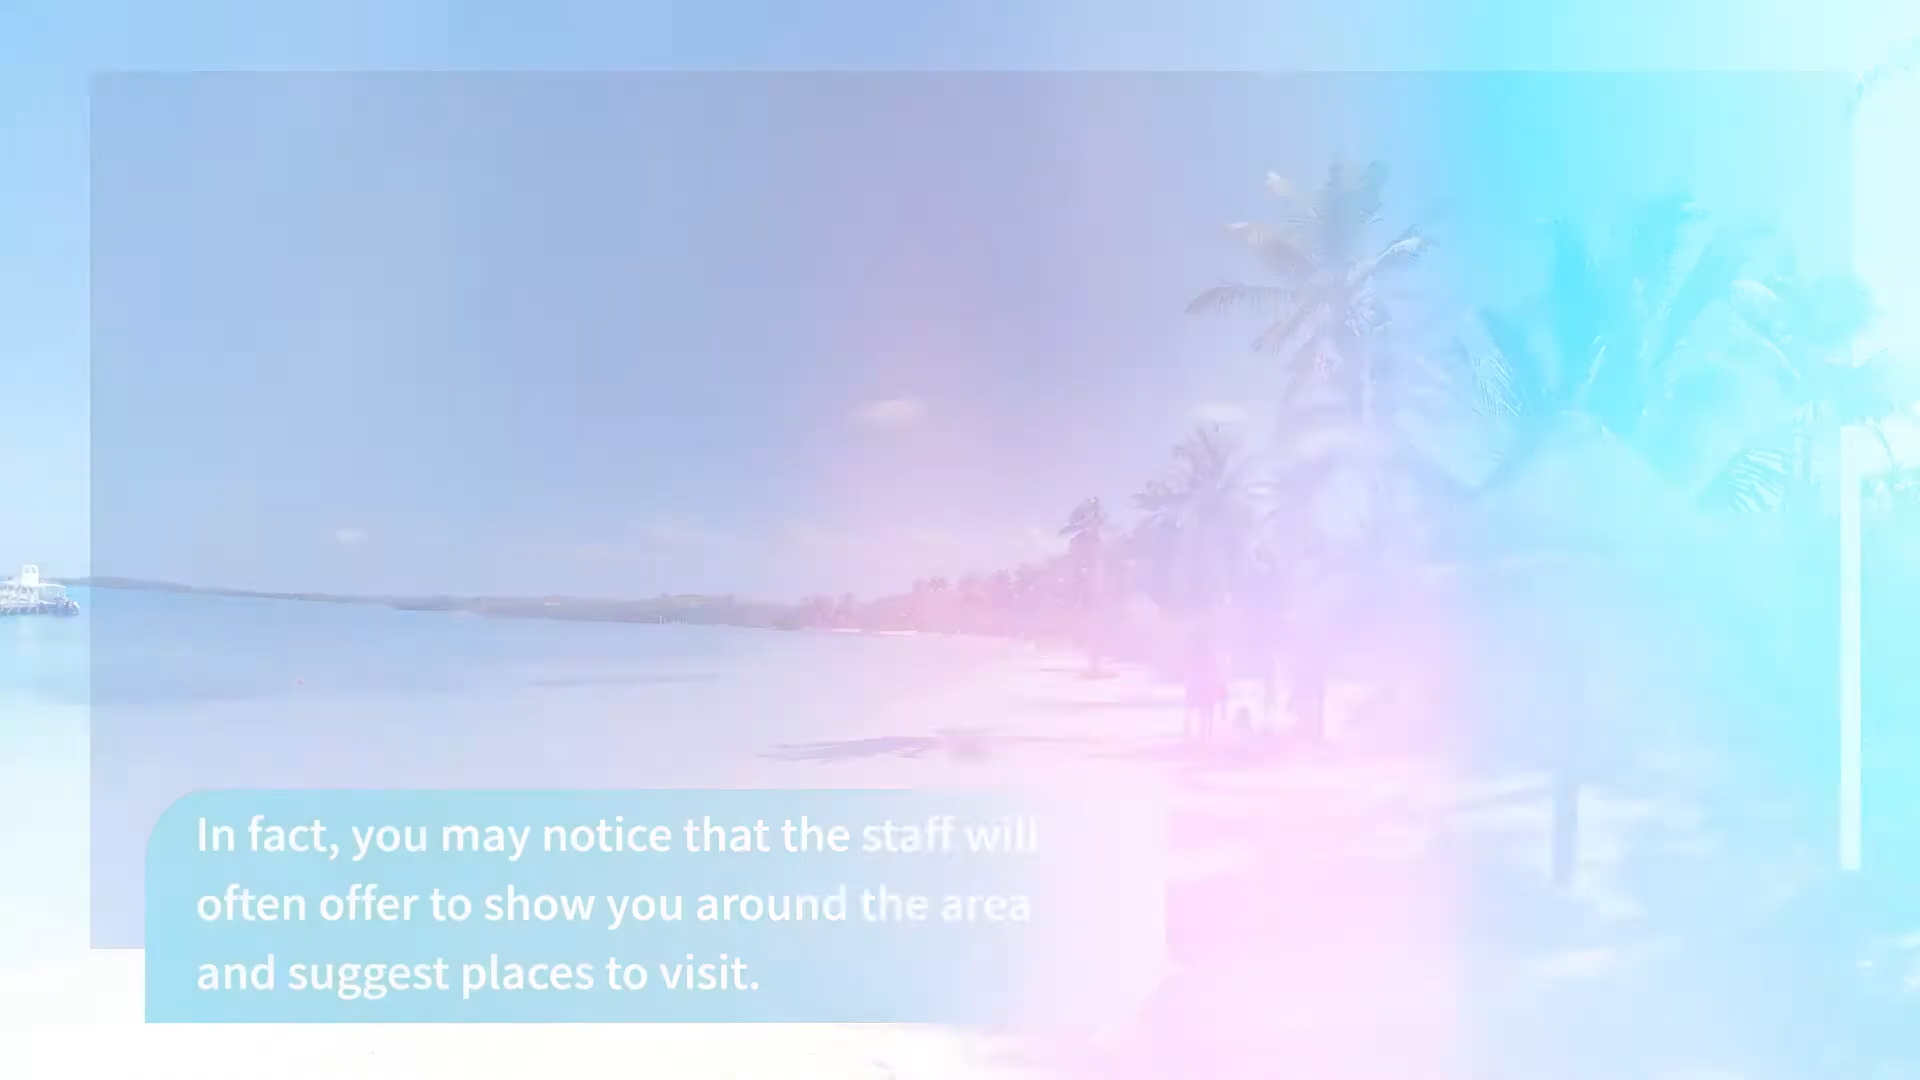 In fact, you may notice that the staff will
often offer to show you around the area
and suggest places to visit.